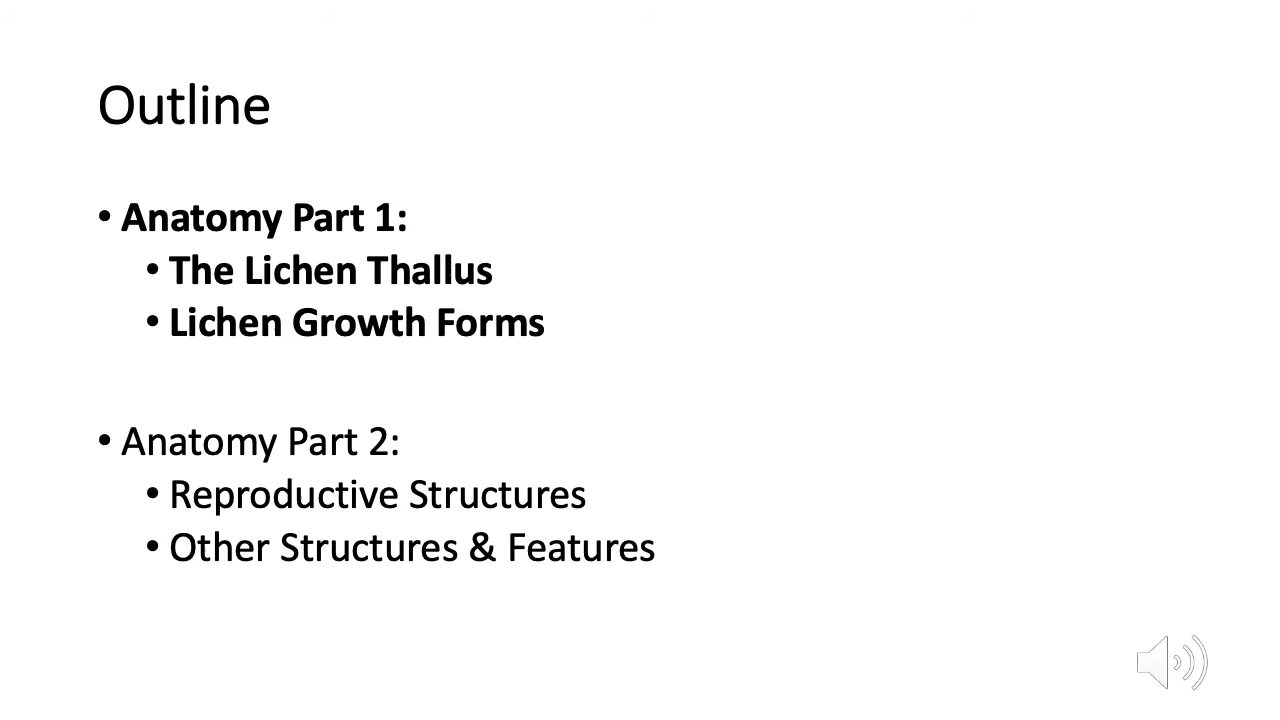 Outline
• Anatomy Part 1:
• The Lichen Thallus
• Lichen Growth Forms
• Anatomy Part 2:
• Reproductive Structures
• Other Structures & Features